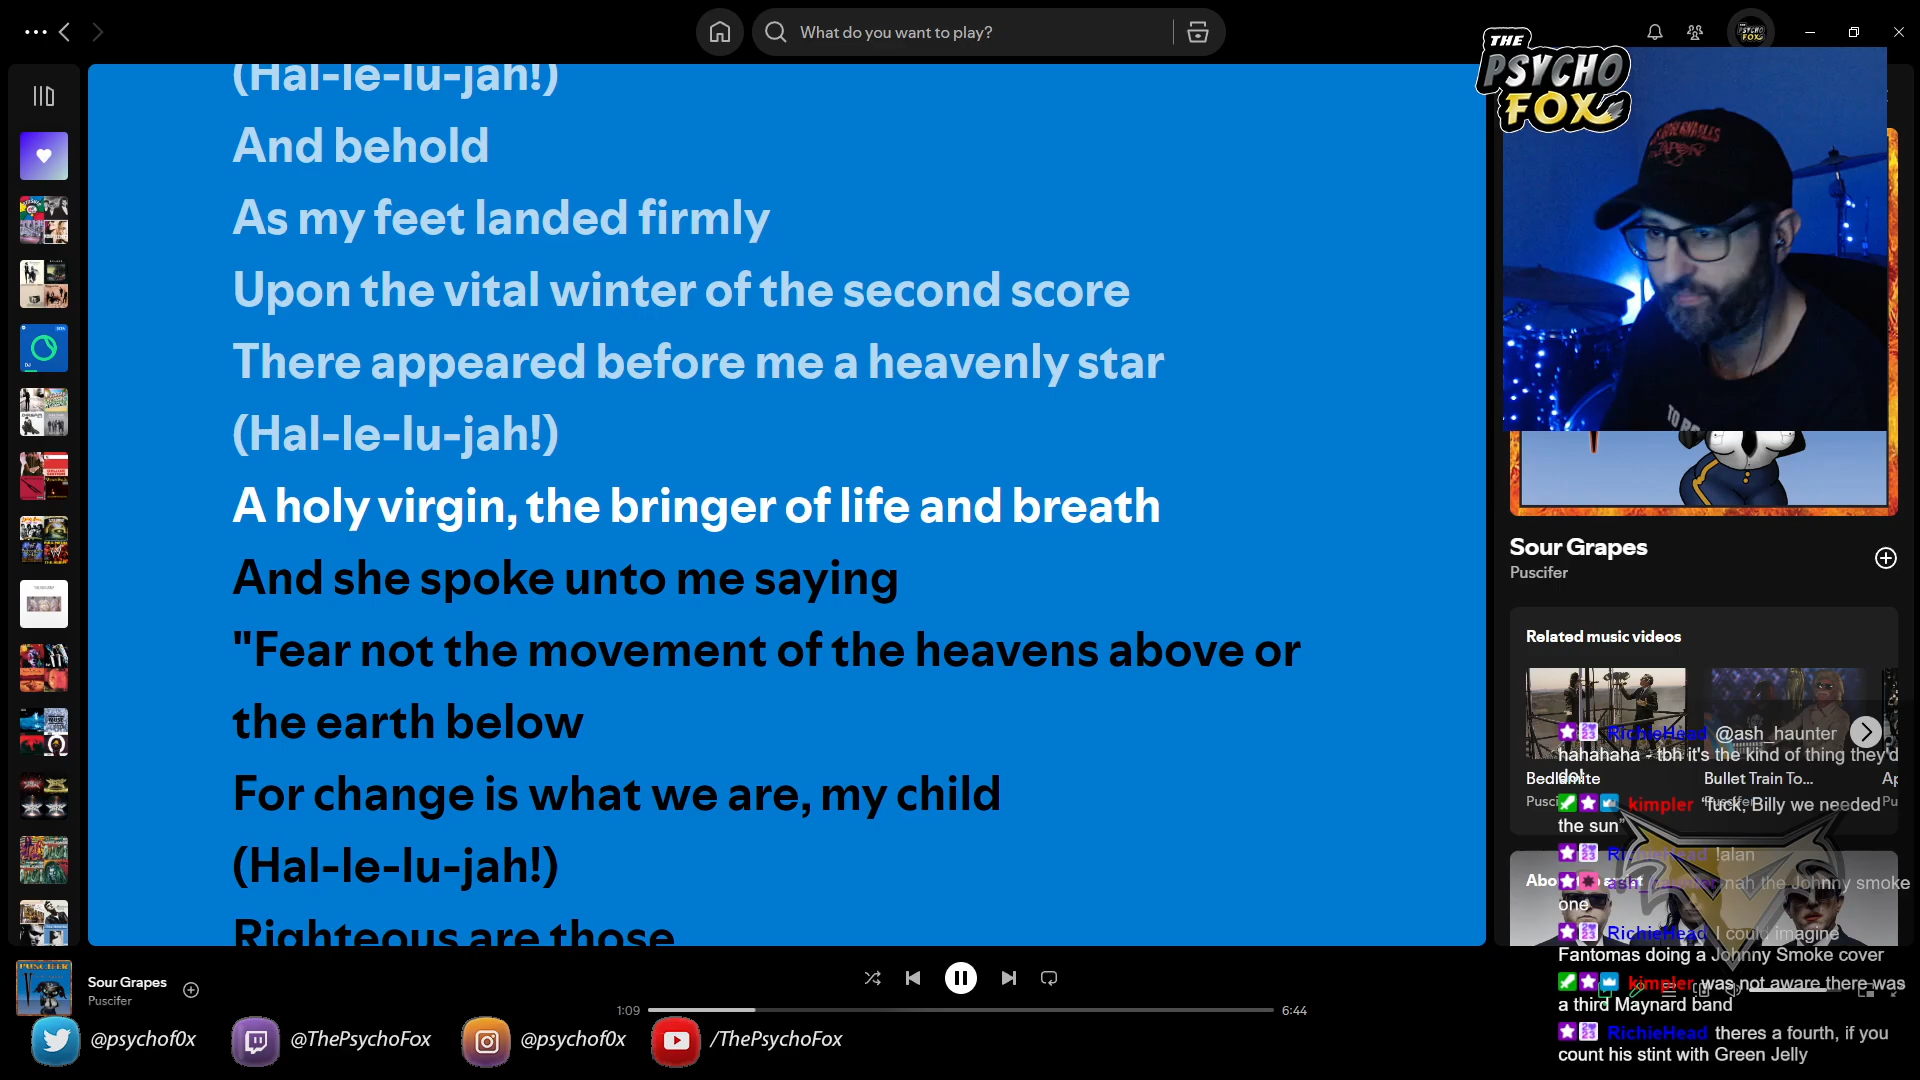 What do you want to play?
THE
PSYCHO
FOX
(Hal-le-lu-jah!)
And behold
As my feet landed firmly
Upon the vital winter of the second score
There appeared before me a heavenly star
(Hal-le-lu-jah!)
A holy virgin, the bringer of life and breath
And she spoke unto me saying
"Fear not the movement of the heavens above or
the earth below
For change is what we are, my child
(Hal-le-lu-jah!)
Righteous are those
Sour Grapes
Puscifer
Related music videos
Bullet Train To...
RichieHead @ash_haunter
hahahaha - tbh it's the kind of thing they'd
do!
kimpler "fuck, Billy we needed
the sun"
RichieHead !alan
ash_haunter nah the Johnny smoke
one
RichieHead I could imagine
Fantomas doing a Johnny Smoke cover
kimpler was not aware there was
a third Maynard band
RichieHead theres a fourth, if you
count his stint with Green Jelly
PUSCIFER
Sour Grapes
Puscifer
1:09
6:44
@psychof0x
@ThePsychoFox
@psychof0x
/ThePsychoFox